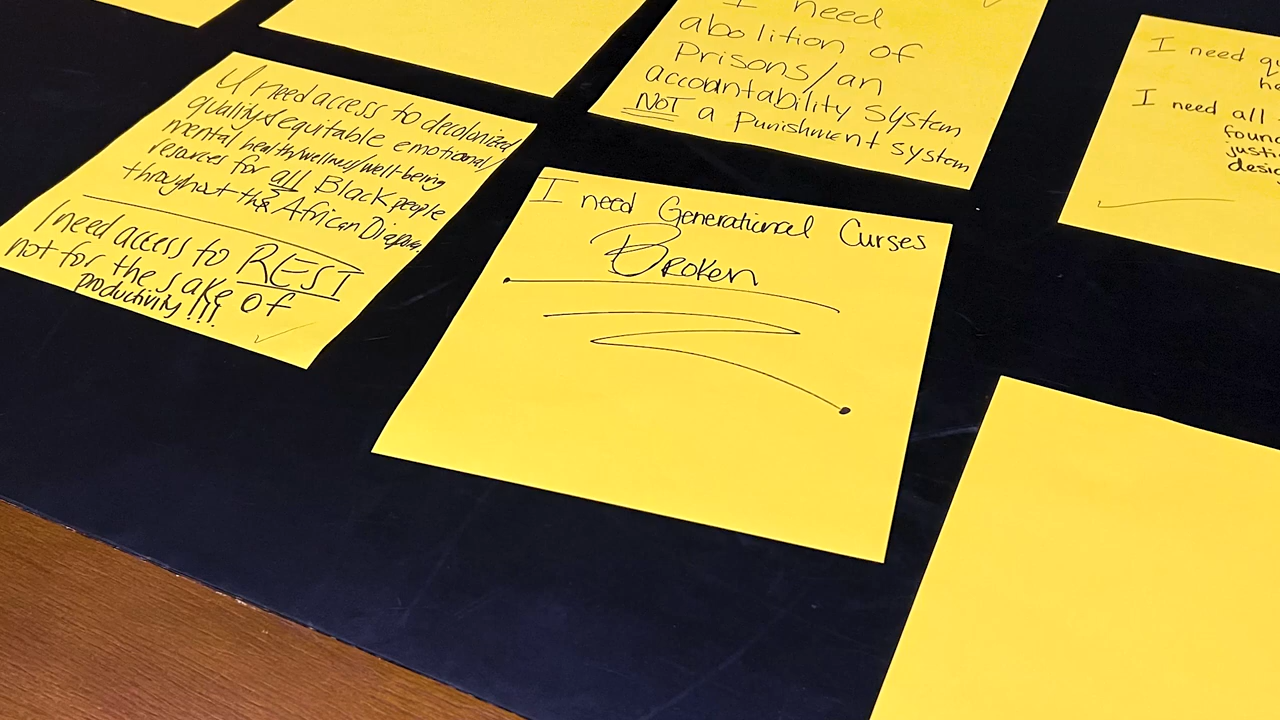 I need access to decolonized
quality & equitable emotional/
mental health/wellness/well-being
resources for all Black people
throughout the African Diaspora.
I need access to REST
not for the sake of
productivity!!!
I need
abolition of
Prisons/an
accountability system
NOT a punishment system
I need Generational Curses
Broken
I need
I need all